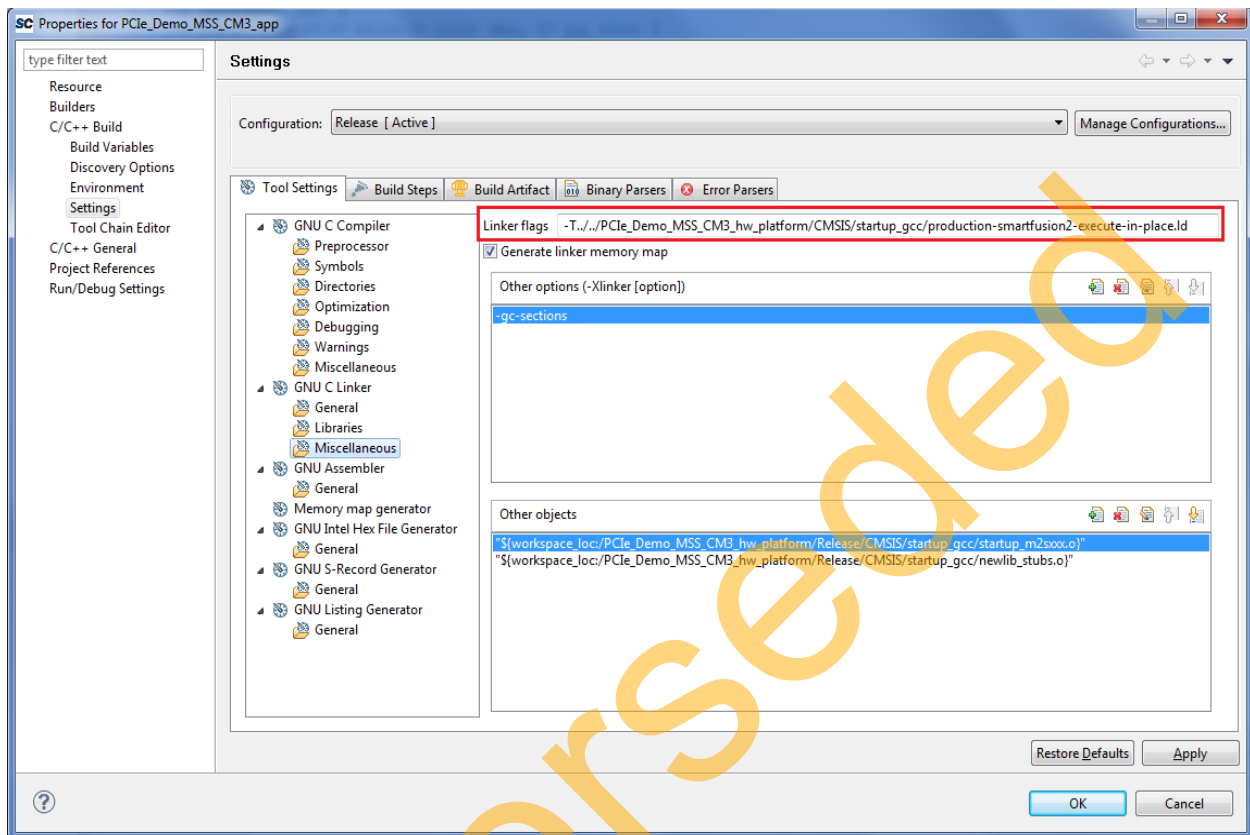 SC Properties for PCIe_Demo_MSS_CM3_app
type filter text
Resource
Builders
C/C++ Build
Build Variables
Discovery Options
Environment
Settings
Tool Chain Editor
C/C++ General
Project References
Run/Debug Settings
Settings
Configuration: Release [ Active ] Manage Configurations...
Tool Settings Build Steps Build Artifact Binary Parsers Error Parsers
GNU C Compiler
Preprocessor
Symbols
Directories
Optimization
Debugging
Warnings
Miscellaneous
GNU C Linker
General
Libraries
Miscellaneous
GNU Assembler
General
Memory map generator
GNU Intel Hex File Generator
General
GNU S-Record Generator
General
GNU Listing Generator
General
Linker flags -T../../PCIe_Demo_MSS_CM3_hw_platform/CMSIS/startup_gcc/production-smartfusion2-execute-in-place.ld
Generate linker memory map
Other options (-Xlinker [option])
-gc-sections
Other objects
"${workspace_loc:/PCIe_Demo_MSS_CM3_hw_platform/Release/CMSIS/startup_gcc/startup_m2sxxx.o}"
"${workspace_loc:/PCIe_Demo_MSS_CM3_hw_platform/Release/CMSIS/startup_gcc/newlib_stubs.o}"
Restore Defaults Apply
OK Cancel
rseded